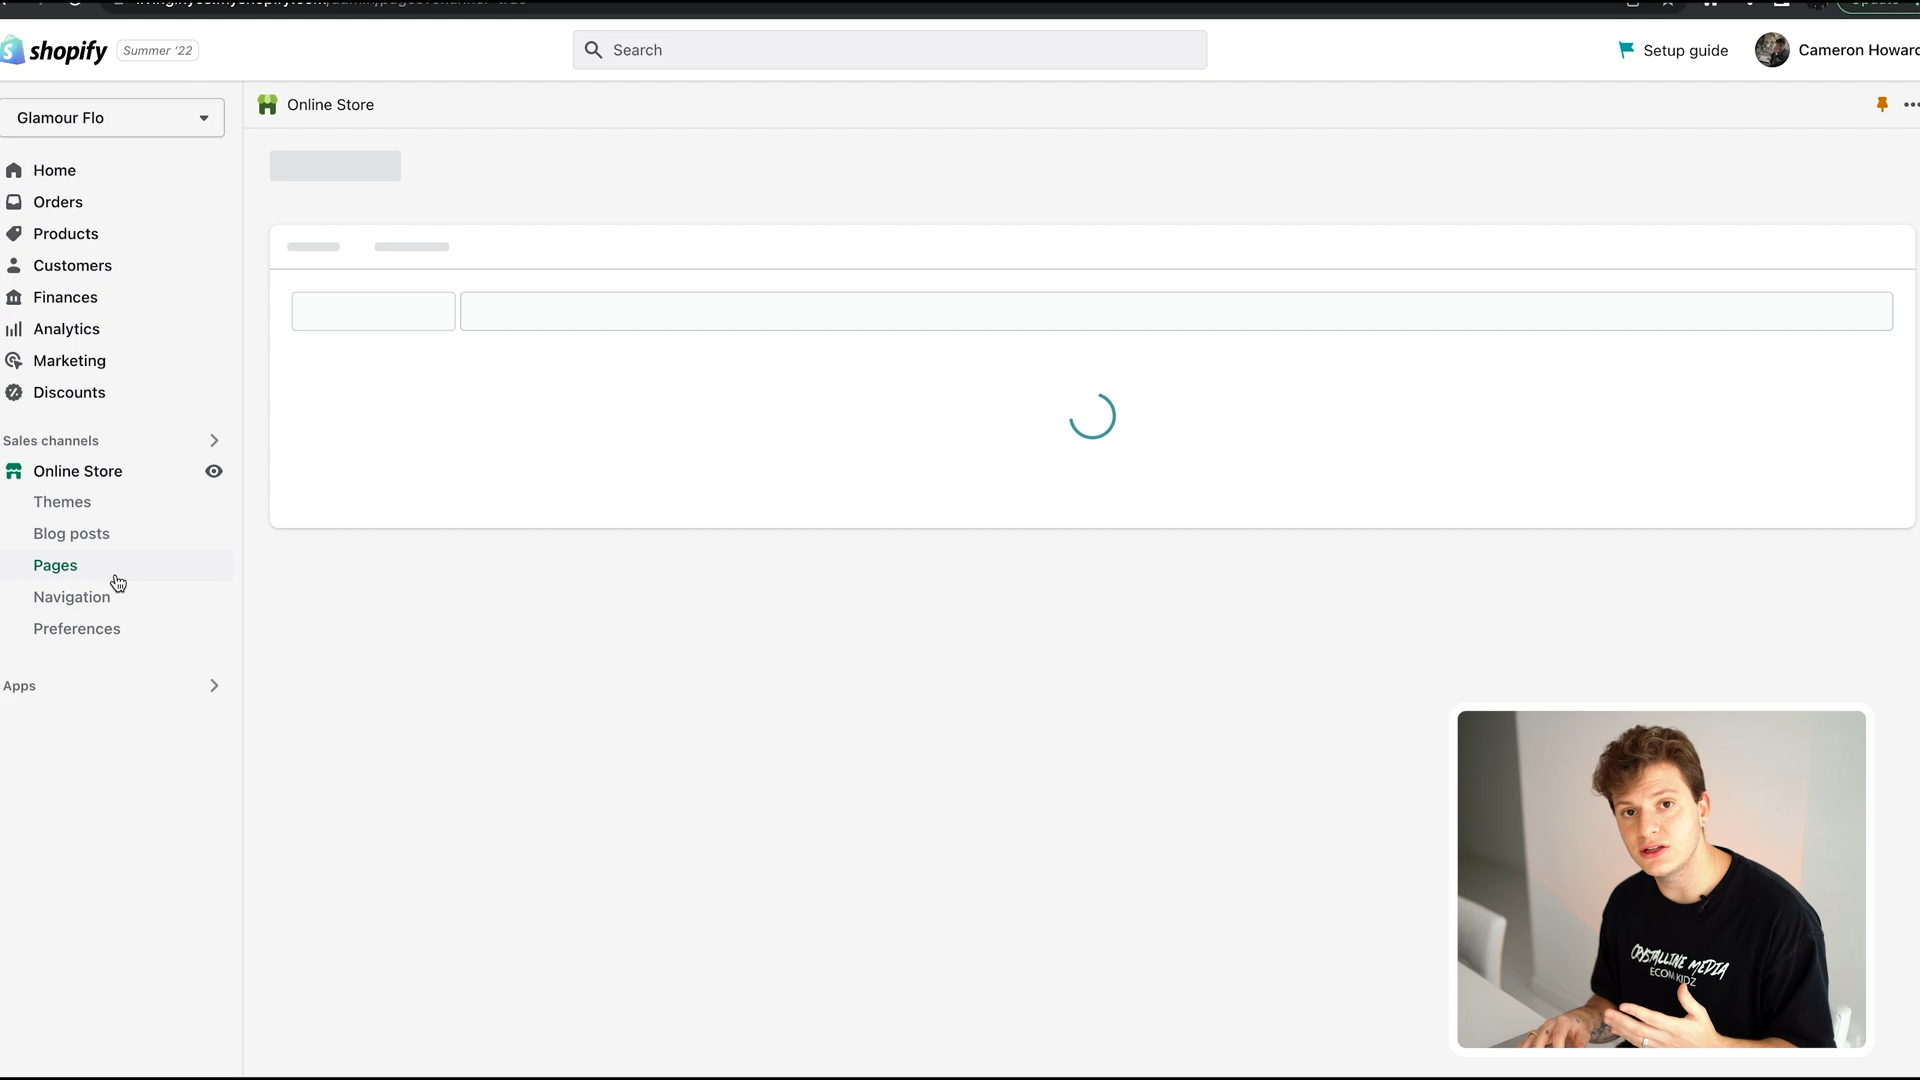 shopify
Summer '22
Search
Setup guide
Cameron Howard
Glamour Flo
Online Store
Home
Orders
Products
Customers
Finances
Analytics
Marketing
Discounts
Sales channels
Online Store
Themes
Blog posts
Pages
Navigation
Preferences
Apps
CRYSTALLINE MEDIA
ECOM KIDZ